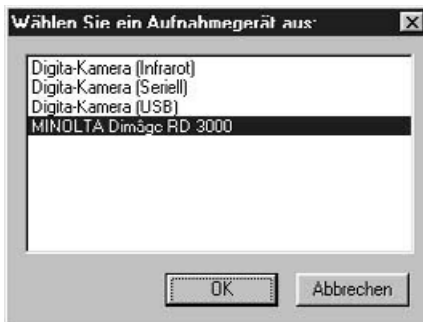 Wählen Sie ein Aufnahmegerät aus:
Digita-Kamera (Infrarot)
Digita-Kamera (Seriell)
Digita-Kamera (USB)
MINOLTA Dimâge RD 3000
OK
Abbrechen